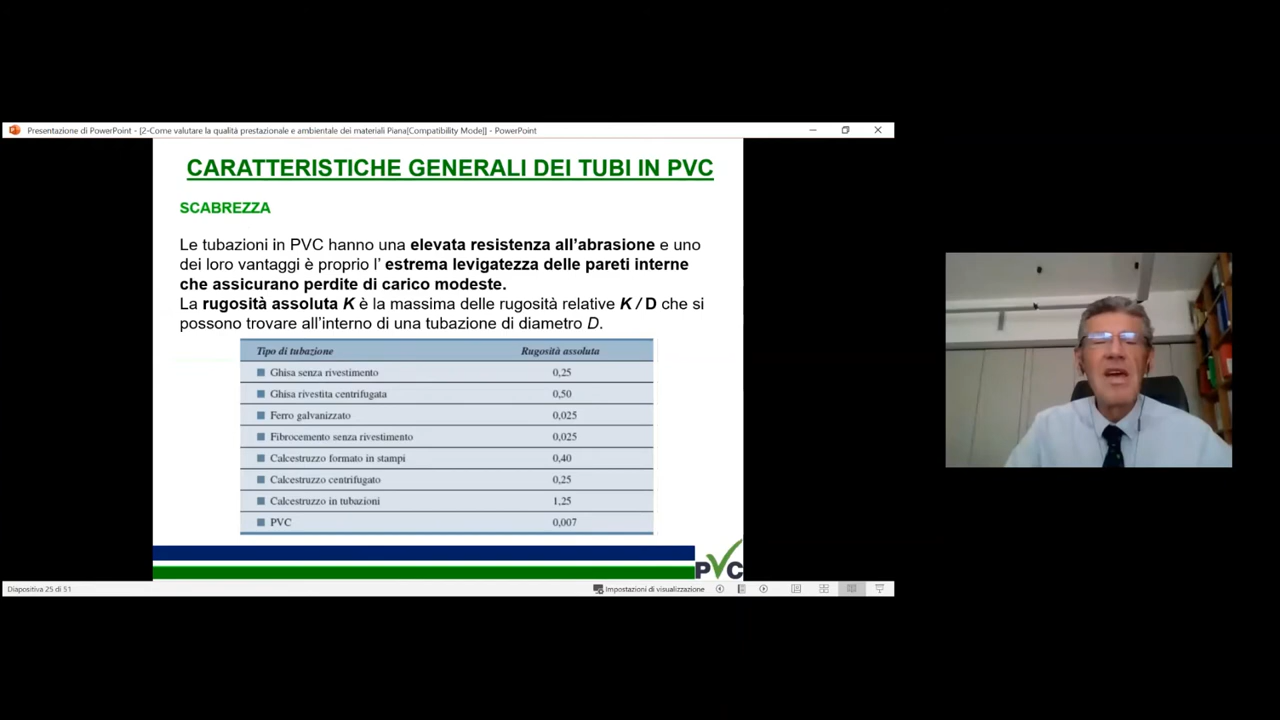 Presentazione di PowerPoint - [2-Come valutare la qualità prestazionale e ambientale dei materiali Piana[Compatibility Mode]] - PowerPoint
CARATTERISTICHE GENERALI DEI TUBI IN PVC
SCABREZZA
Le tubazioni in PVC hanno una elevata resistenza all'abrasione e uno
dei loro vantaggi è proprio l' estrema levigatezza delle pareti interne
che assicurano perdite di carico modeste.
La rugosità assoluta K è la massima delle rugosità relative K / D che si
possono trovare all'interno di una tubazione di diametro D.
Tipo di tubazione Rugosità assoluta
Ghisa senza rivestimento 0,25
Ghisa rivestita centrifugata 0,50
Ferro galvanizzato 0,025
Fibrocemento senza rivestimento 0,025
Calcestruzzo formato in stampi 0,40
Calcestruzzo centrifugato 0,25
Calcestruzzo in tubazioni 1,25
PVC 0,007
PVC
Diapositiva 25 di 51 Impostazioni di visualizzazione